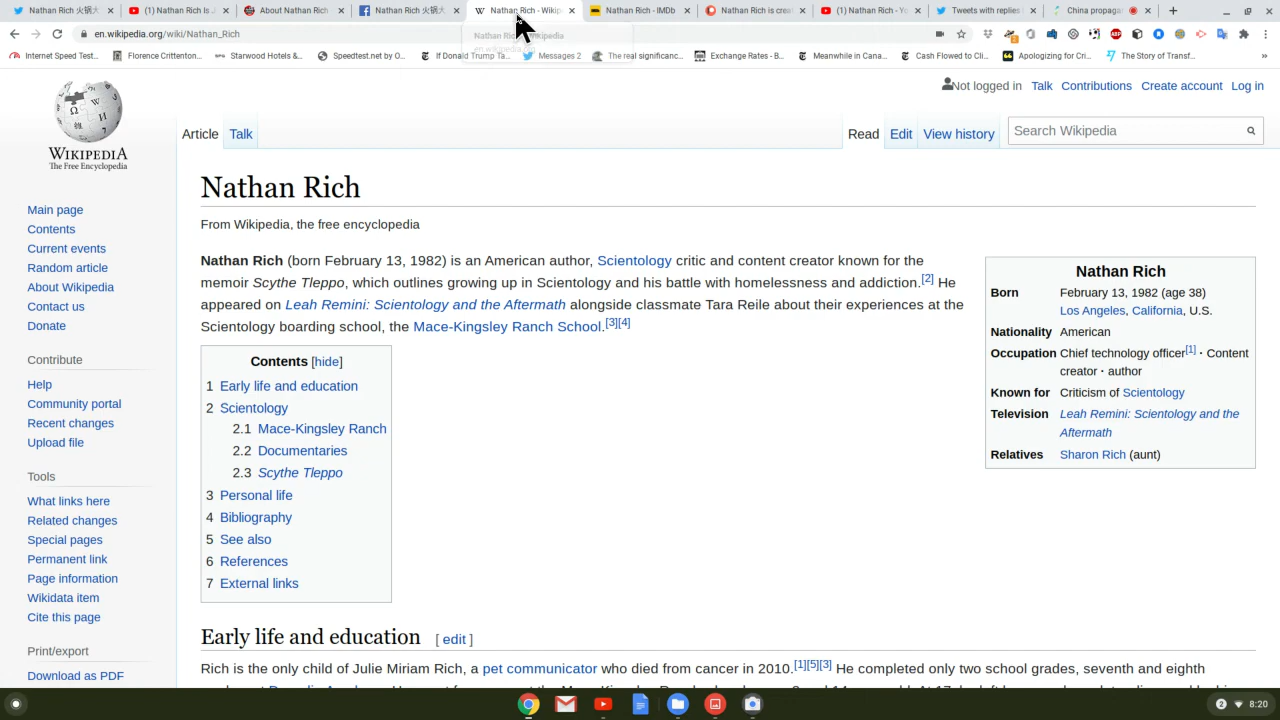 Nathan Rich 火锅大
(1) Nathan Rich Is J
About Nathan Rich
Nathan Rich 火锅大
Nathan Rich - Wikip
Nathan Rich - IMDb
Nathan Rich is crea
(1) Nathan Rich - Yo
Tweets with replies
China propaga
en.wikipedia.org/wiki/Nathan_Rich
Internet Speed Test...
Florence Crittenton...
Starwood Hotels &...
Speedtest.net by O...
If Donald Trump Ta...
Messages 2
The real significanc...
Exchange Rates - B...
Meanwhile in Cana...
Cash Flowed to Cli...
Apologizing for Cri...
The Story of Transf...
Not logged in Talk Contributions Create account Log in
Article Talk
Read Edit View history
Search Wikipedia
WIKIPEDIA
The Free Encyclopedia
Main page
Contents
Current events
Random article
About Wikipedia
Contact us
Donate
Contribute
Help
Community portal
Recent changes
Upload file
Tools
What links here
Related changes
Special pages
Permanent link
Page information
Wikidata item
Cite this page
Print/export
Download as PDF
Nathan Rich
From Wikipedia, the free encyclopedia
Nathan Rich (born February 13, 1982) is an American author, Scientology critic and content creator known for the
memoir Scythe Tleppo, which outlines growing up in Scientology and his battle with homelessness and addiction.[2] He
appeared on Leah Remini: Scientology and the Aftermath alongside classmate Tara Reile about their experiences at the
Scientology boarding school, the Mace-Kingsley Ranch School.[3][4]
Nathan Rich
Born February 13, 1982 (age 38)
Los Angeles, California, U.S.
Nationality American
Occupation Chief technology officer[1] · Content
creator · author
Known for Criticism of Scientology
Television Leah Remini: Scientology and the
Aftermath
Relatives Sharon Rich (aunt)
Contents [hide]
1 Early life and education
2 Scientology
2.1 Mace-Kingsley Ranch
2.2 Documentaries
2.3 Scythe Tleppo
3 Personal life
4 Bibliography
5 See also
6 References
7 External links
Early life and education [ edit ]
Rich is the only child of Julie Miriam Rich, a pet communicator who died from cancer in 2010.[1][5][3] He completed only two school grades, seventh and eighth
2 8:20